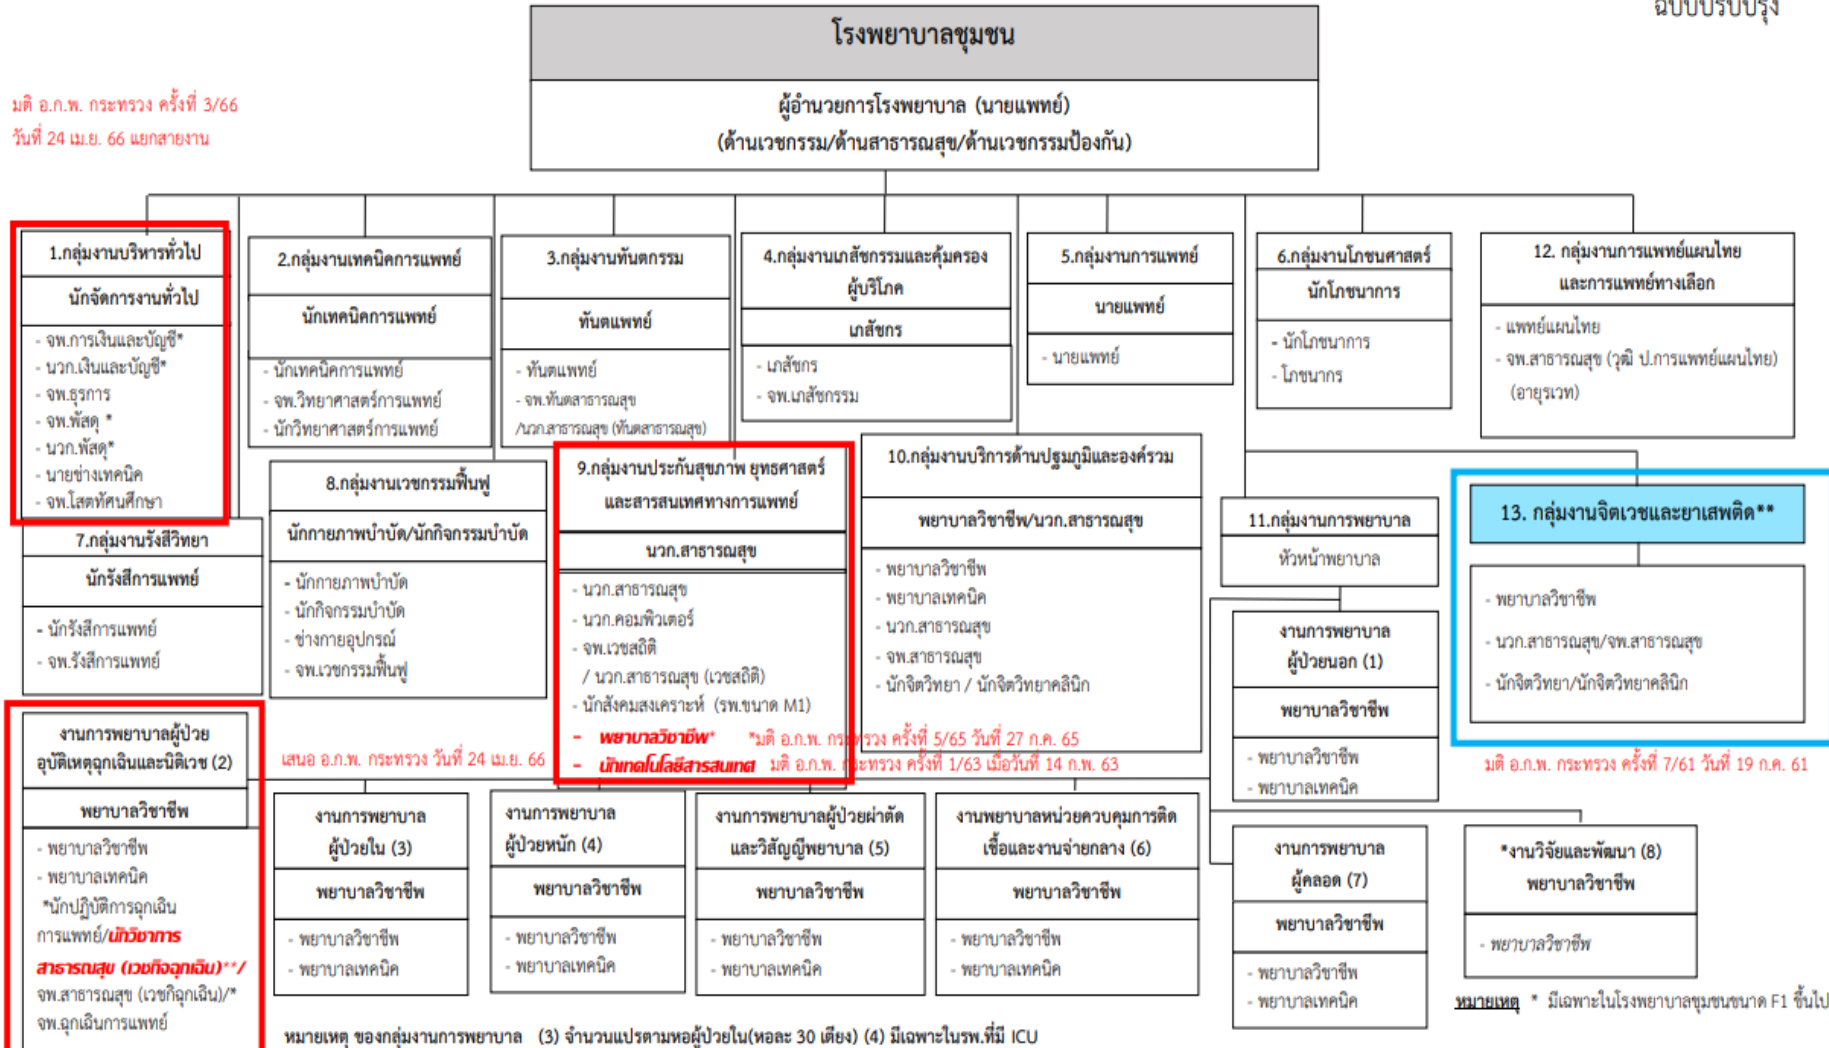 ฉบับปรับปรุง
โรงพยาบาลชุมชน
ผู้อำนวยการโรงพยาบาล (นายแพทย์)
(ด้านเวชกรรม/ด้านสาธารณสุข/ด้านเวชกรรมป้องกัน)
มติ อ.ก.พ. กระทรวง ครั้งที่ 3/66
วันที่ 24 เม.ย. 66 แยกสายงาน
1.กลุ่มงานบริหารทั่วไป
นักจัดการงานทั่วไป
- จพ.การเงินและบัญชี*
- นวก.เงินและบัญชี*
- จพ.ธุรการ
- จพ.พัสดุ *
- นวก.พัสดุ*
- นายช่างเทคนิค
- จพ.โสตทัศนศึกษา
2.กลุ่มงานเทคนิคการแพทย์
นักเทคนิคการแพทย์
- นักเทคนิคการแพทย์
- จพ.วิทยาศาสตร์การแพทย์
- นักวิทยาศาสตร์การแพทย์
3.กลุ่มงานทันตกรรม
ทันตแพทย์
- ทันตแพทย์
- จพ.ทันตสาธารณสุข
/นวก.สาธารณสุข (ทันตสาธารณสุข)
4.กลุ่มงานเภสัชกรรมและคุ้มครอง
ผู้บริโภค
เภสัชกร
- เภสัชกร
- จพ.เภสัชกรรม
5.กลุ่มงานการแพทย์
นายแพทย์
- นายแพทย์
6.กลุ่มงานโภชนศาสตร์
นักโภชนาการ
- นักโภชนาการ
- โภชนากร
12. กลุ่มงานการแพทย์แผนไทย
และการแพทย์ทางเลือก
- แพทย์แผนไทย
- จพ.สาธารณสุข (วุฒิ ป.การแพทย์แผนไทย)
(อายุรเวท)
7.กลุ่มงานรังสีวิทยา
นักรังสีการแพทย์
- นักรังสีการแพทย์
- จพ.รังสีการแพทย์
8.กลุ่มงานเวชกรรมฟื้นฟู
นักกายภาพบำบัด/นักกิจกรรมบำบัด
- นักกายภาพบำบัด
- นักกิจกรรมบำบัด
- ช่างกายอุปกรณ์
- จพ.เวชกรรมฟื้นฟู
9.กลุ่มงานประกันสุขภาพ ยุทธศาสตร์
และสารสนเทศทางการแพทย์
นวก.สาธารณสุข
- นวก.สาธารณสุข
- นวก.คอมพิวเตอร์
- จพ.เวชสถิติ
/ นวก.สาธารณสุข (เวชสถิติ)
- นักสังคมสงเคราะห์ (รพ.ขนาด M1)
- พยาบาลวิชาชีพ* *มติ อ.ก.พ. กระทรวง ครั้งที่ 5/65 วันที่ 27 ก.ค. 65
- นักเทคโนโลยีสารสนเทศ มติ อ.ก.พ. กระทรวง ครั้งที่ 1/63 เมื่อวันที่ 14 ก.พ. 63
10.กลุ่มงานบริการด้านปฐมภูมิและองค์รวม
พยาบาลวิชาชีพ/นวก.สาธารณสุข
- พยาบาลวิชาชีพ
- พยาบาลเทคนิค
- นวก.สาธารณสุข
- จพ.สาธารณสุข
- นักจิตวิทยา / นักจิตวิทยาคลินิก
11.กลุ่มงานการพยาบาล
หัวหน้าพยาบาล
13. กลุ่มงานจิตเวชและยาเสพติด**
- พยาบาลวิชาชีพ
- นวก.สาธารณสุข/จพ.สาธารณสุข
- นักจิตวิทยา/นักจิตวิทยาคลินิก
มติ อ.ก.พ. กระทรวง ครั้งที่ 7/61 วันที่ 19 ก.ค. 61
งานการพยาบาล
ผู้ป่วยนอก (1)
พยาบาลวิชาชีพ
- พยาบาลวิชาชีพ
- พยาบาลเทคนิค
งานการพยาบาลผู้ป่วย
อุบัติเหตุฉุกเฉินและนิติเวช (2)
พยาบาลวิชาชีพ
- พยาบาลวิชาชีพ
- พยาบาลเทคนิค
*นักปฏิบัติการฉุกเฉิน
การแพทย์/นักวิชาการ
สาธารณสุข (เวชกิจฉุกเฉิน)**/
จพ.สาธารณสุข (เวชกิฉุกเฉิน)/*
จพ.ฉุกเฉินการแพทย์
เสนอ อ.ก.พ. กระทรวง วันที่ 24 เม.ย. 66
งานการพยาบาล
ผู้ป่วยใน (3)
พยาบาลวิชาชีพ
- พยาบาลวิชาชีพ
- พยาบาลเทคนิค
งานการพยาบาล
ผู้ป่วยหนัก (4)
พยาบาลวิชาชีพ
- พยาบาลวิชาชีพ
- พยาบาลเทคนิค
งานการพยาบาลผู้ป่วยผ่าตัด
และวิสัญญีพยาบาล (5)
พยาบาลวิชาชีพ
- พยาบาลวิชาชีพ
- พยาบาลเทคนิค
งานพยาบาลหน่วยควบคุมการติด
เชื้อและงานจ่ายกลาง (6)
พยาบาลวิชาชีพ
- พยาบาลวิชาชีพ
- พยาบาลเทคนิค
งานการพยาบาล
ผู้คลอด (7)
พยาบาลวิชาชีพ
- พยาบาลวิชาชีพ
- พยาบาลเทคนิค
*งานวิจัยและพัฒนา (8)
พยาบาลวิชาชีพ
- พยาบาลวิชาชีพ
หมายเหตุ * มีเฉพาะในโรงพยาบาลชุมชนขนาด F1 ขึ้นไป
หมายเหตุ ของกลุ่มงานการพยาบาล (3) จำนวนแปรตามหอผู้ป่วยใน(หอละ 30 เตียง) (4) มีเฉพาะในรพ.ที่มี ICU